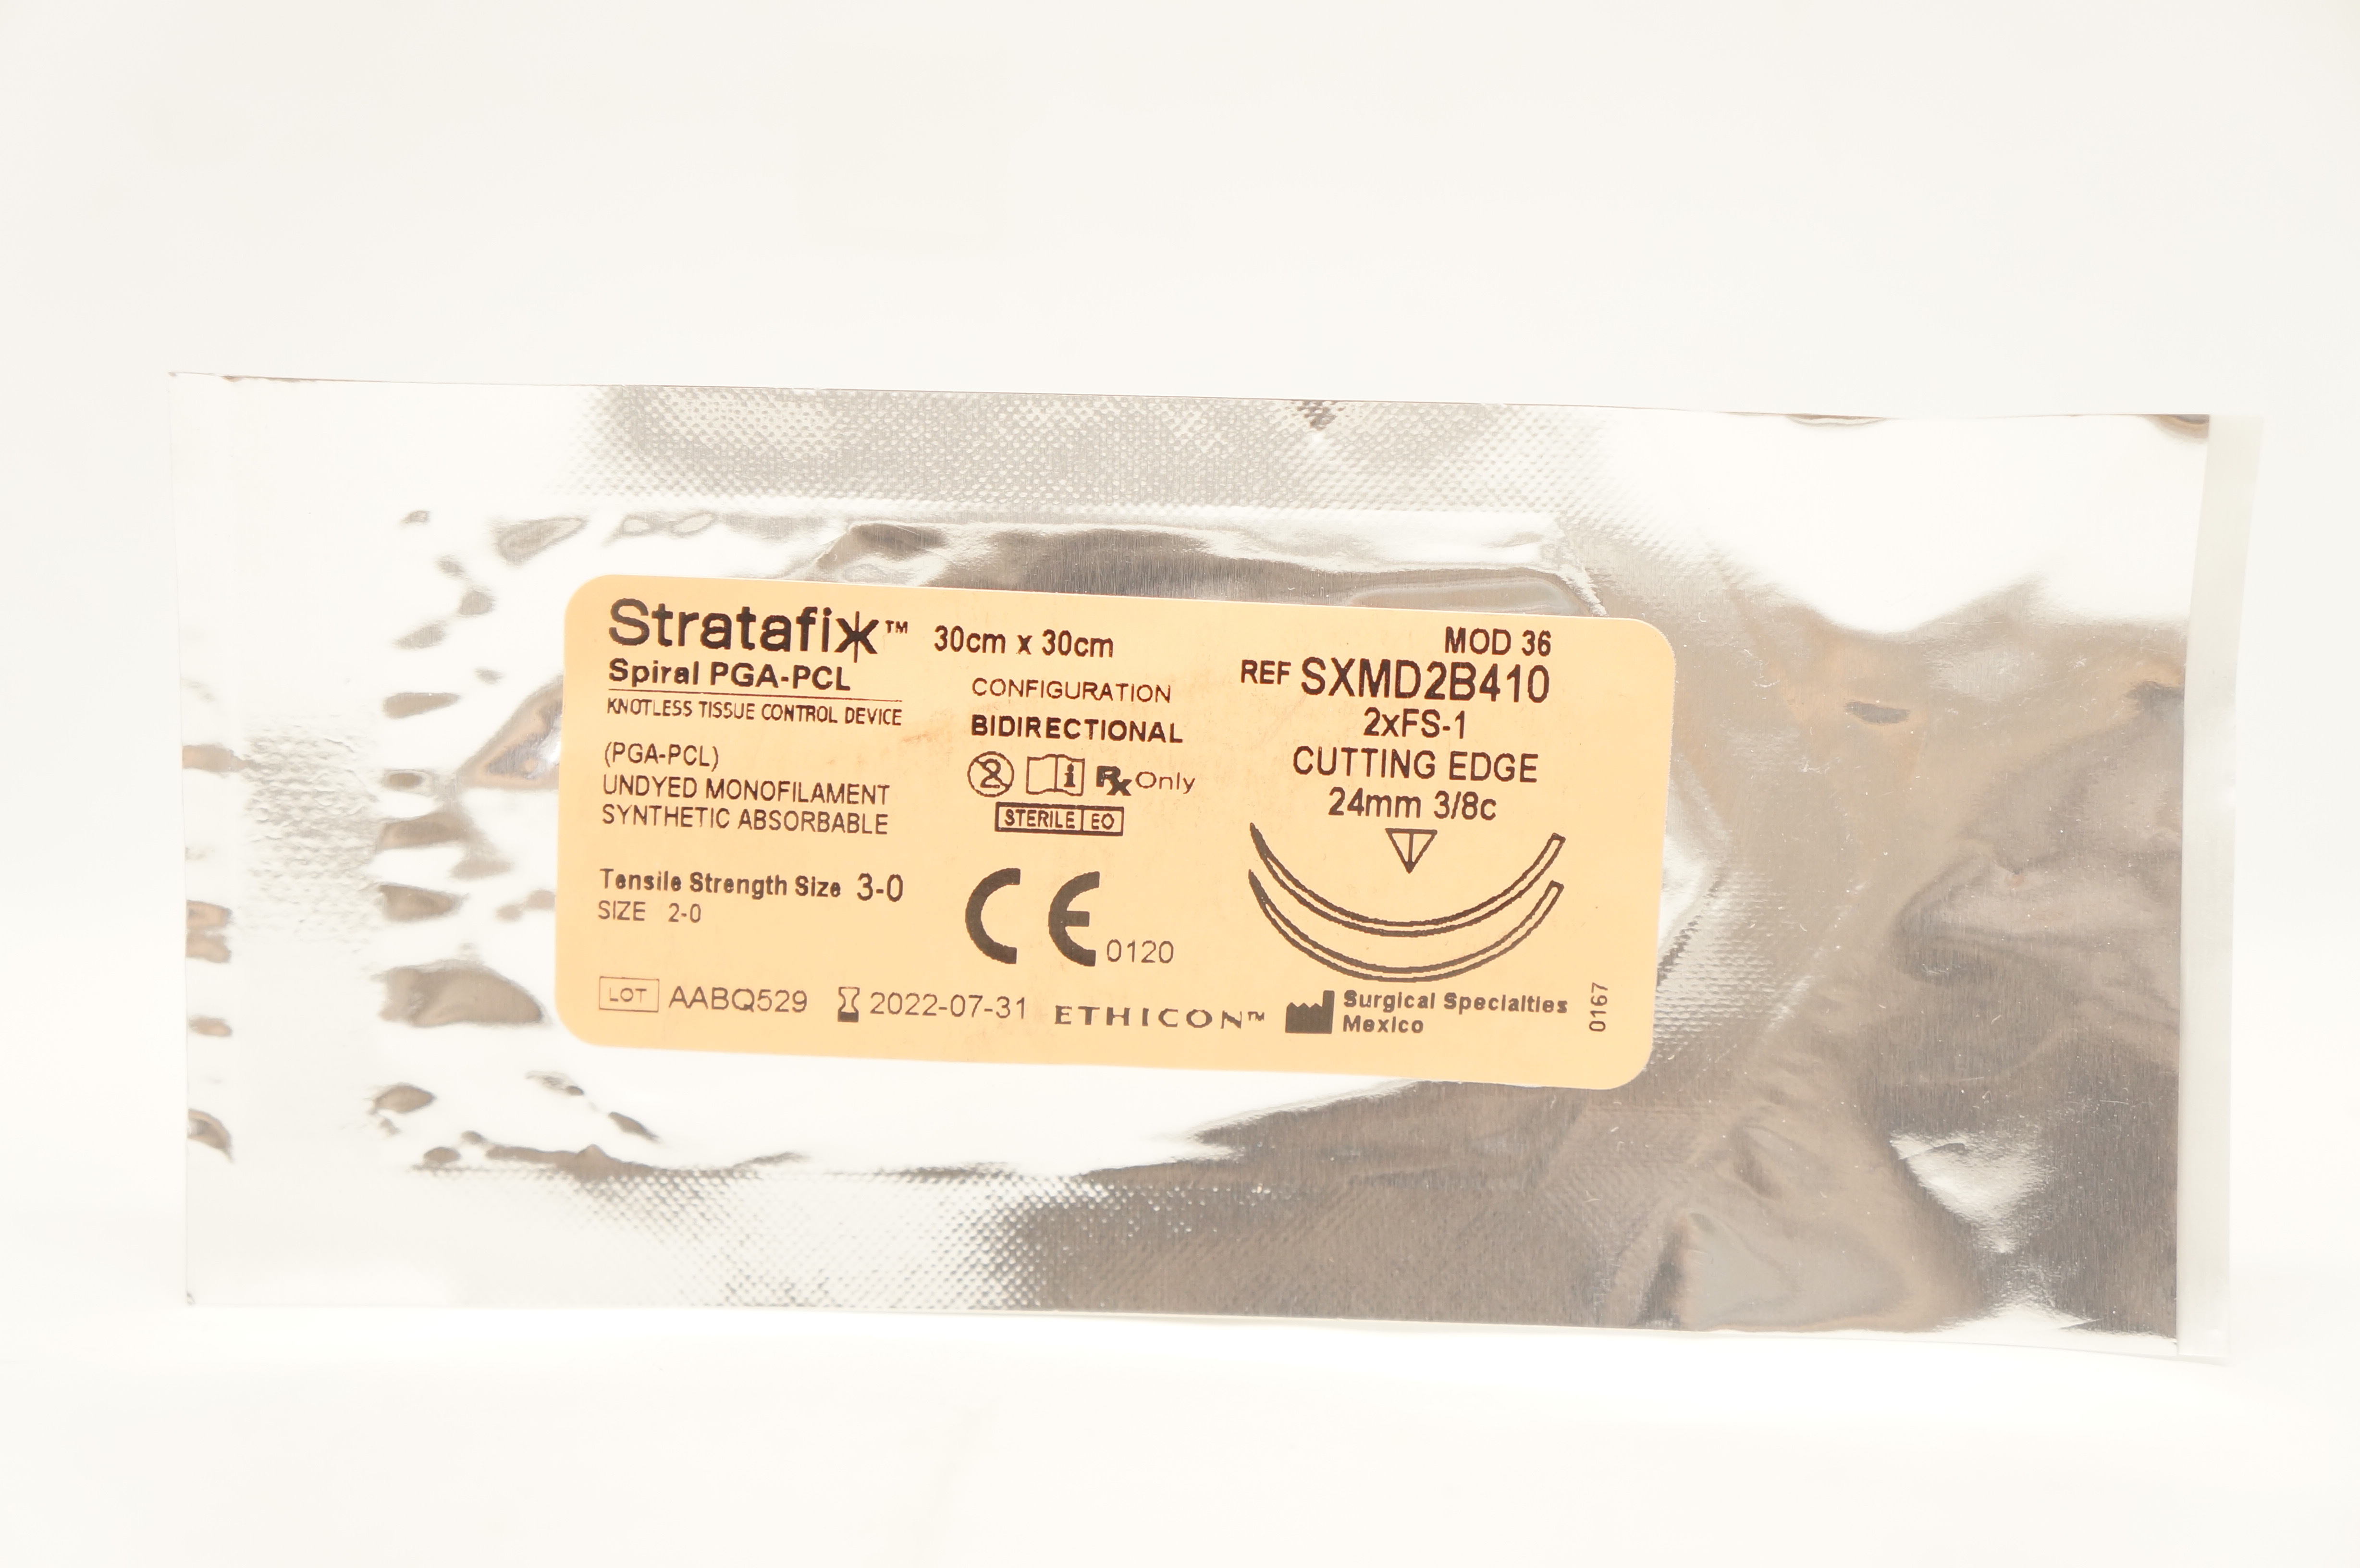 Stratafix™ 30cm x 30cm
Spiral PGA-PCL
KNOTLESS TISSUE CONTROL DEVICE
(PGA-PCL)
UNDYED MONOFILAMENT
SYNTHETIC ABSORBABLE
Tensile Strength Size 3-0
SIZE 2-0
CONFIGURATION
BIDIRECTIONAL
2 i Rx Only
STERILE EO
CE 0120
MOD 36
REF SXMD2B410
2xFS-1
CUTTING EDGE
24mm 3/8c
LOT AABQ529 2022-07-31 ETHICON™
Surgical Specialties
Mexico
0167